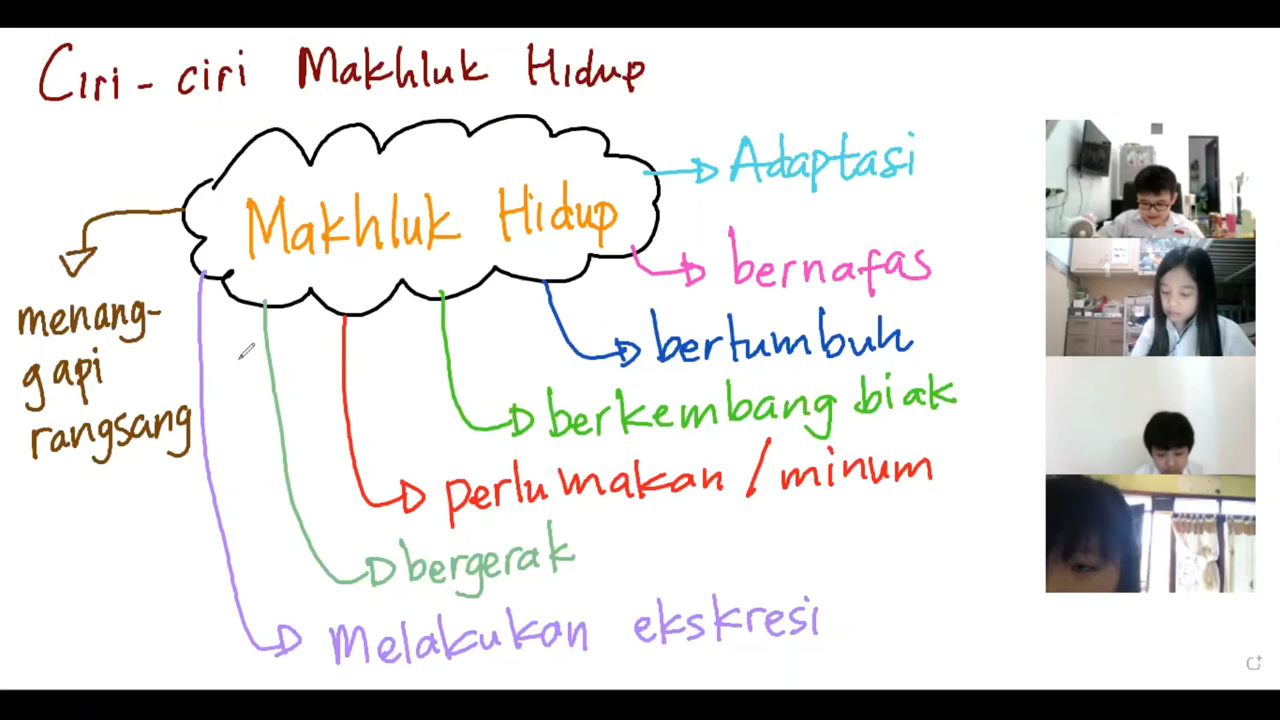 Ciri-ciri Makhluk Hidup
Makhluk Hidup
Adaptasi
bernafas
bertumbuh
berkembang biak
perlu makan / minum
bergerak
Melakukan ekskresi
menang-
gapi
rangsang